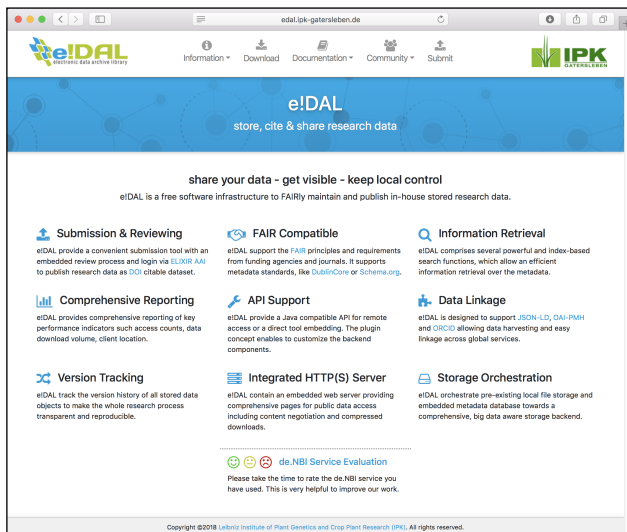 edal.ipk-gatersleben.de
e!DAL
electronic data archive library
Information
Download
Documentation
Community
Submit
IPK
GATERSLEBEN
e!DAL
store, cite & share research data
share your data - get visible - keep local control
e!DAL is a free software infrastructure to FAIRly maintain and publish in-house stored research data.
Submission & Reviewing
e!DAL provide a convenient submission tool with an
embedded review process and login via ELIXIR AAI
to publish research data as DOI citable dataset.
FAIR Compatible
e!DAL support the FAIR principles and requirements
from funding agencies and journals. It supports
metadata standards, like DublinCore or Schema.org.
Information Retrieval
e!DAL comprises several powerful and index-based
search functions, which allow an efficient
information retrieval over the metadata.
Comprehensive Reporting
e!DAL provides comprehensive reporting of key
performance indicators such as access counts, data
download volume, client location.
API Support
e!DAL provide a Java compatible API for remote
access or a direct tool embedding. The plugin
concept enables to customize the backend
components.
Data Linkage
e!DAL is designed to support JSON-LD, OAI-PMH
and ORCID allowing data harvesting and easy
linkage across global services.
Version Tracking
e!DAL track the version history of all stored data
objects to make the whole research process
transparent and reproducible.
Integrated HTTP(S) Server
e!DAL contain an embedded web server providing
comprehensive pages for public data access
including content negotiation and compressed
downloads.
Storage Orchestration
e!DAL orchestrate pre-existing local file storage and
embedded metadata database towards a
comprehensive, big data aware storage backend.
de.NBI Service Evaluation
Please take the time to rate the de.NBI service you
have used. This is very helpful to improve our work.
Copyright ©2018 Leibniz Institute of Plant Genetics and Crop Plant Research (IPK). All rights reserved.